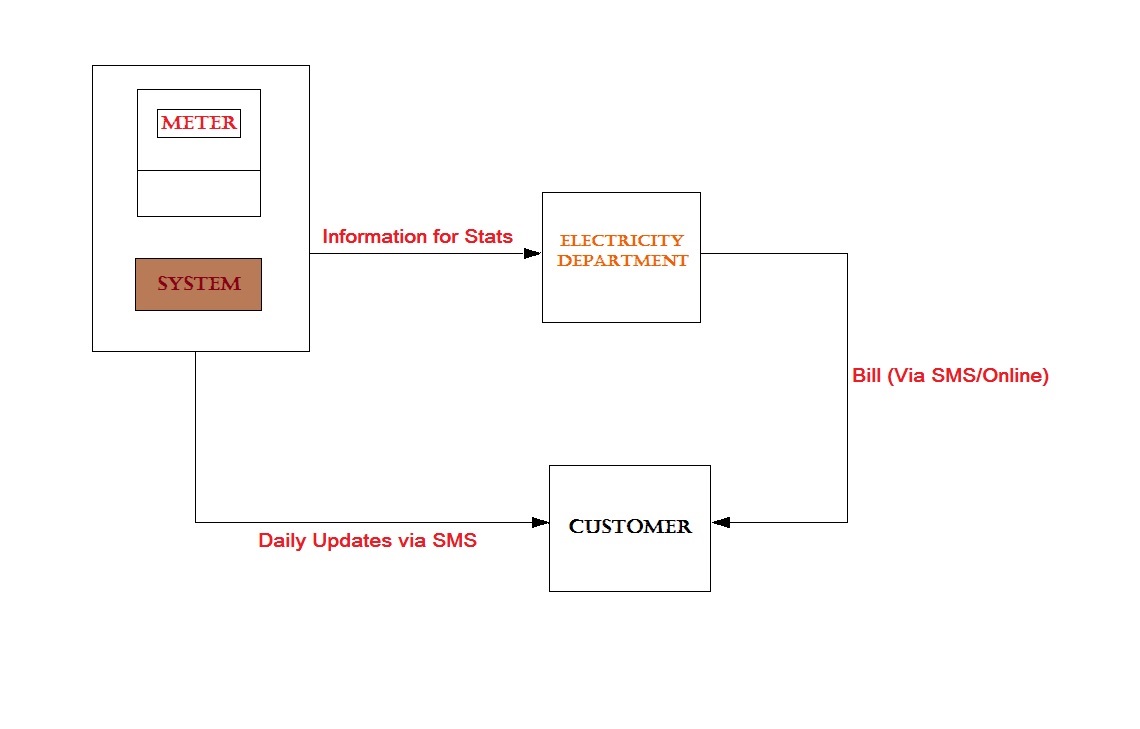 METER
SYSTEM
Information for Stats
ELECTRICITY
DEPARTMENT
Bill (Via SMS/Online)
CUSTOMER
Daily Updates via SMS